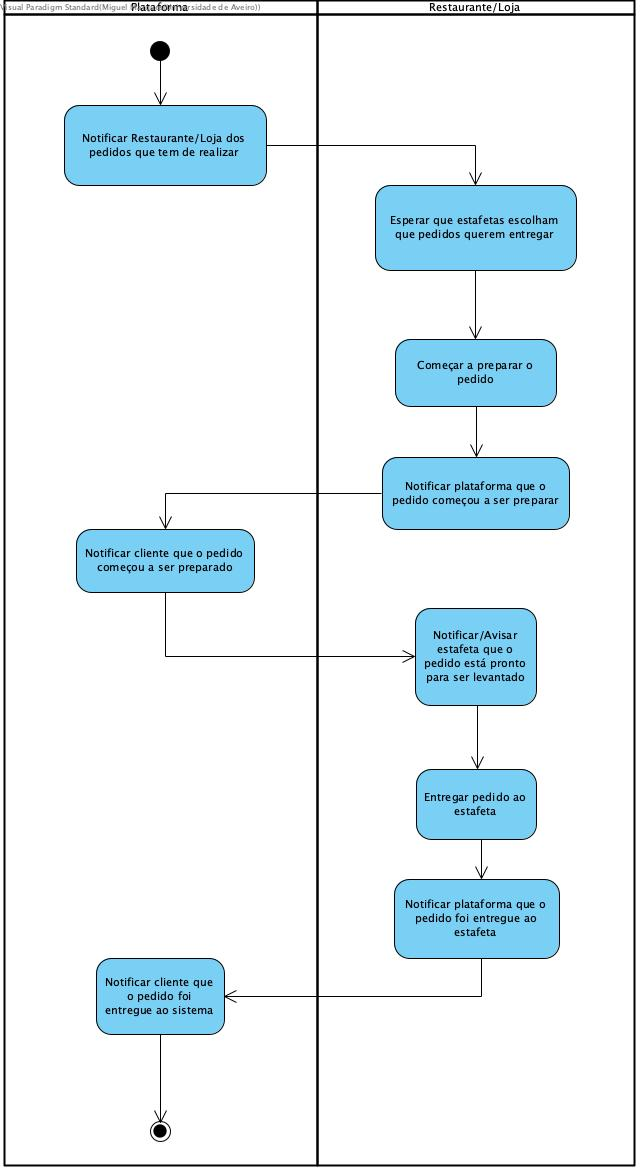 Visual Paradigm Standard(Miguel
ersidade de Aveiro))
Plataforma
Restaurante/Loja
Notificar Restaurante/Loja dos
pedidos que tem de realizar
Esperar que estafetas escolham
que pedidos querem entregar
Começar a preparar o
pedido
Notificar plataforma que o
pedido começou a ser preparar
Notificar cliente que o pedido
começou a ser preparado
Notificar/Avisar
estafeta que o
pedido está pronto
para ser levantado
Entregar pedido ao
estafeta
Notificar plataforma que o
pedido foi entregue ao
estafeta
Notificar cliente que
o pedido foi
entregue ao sistema